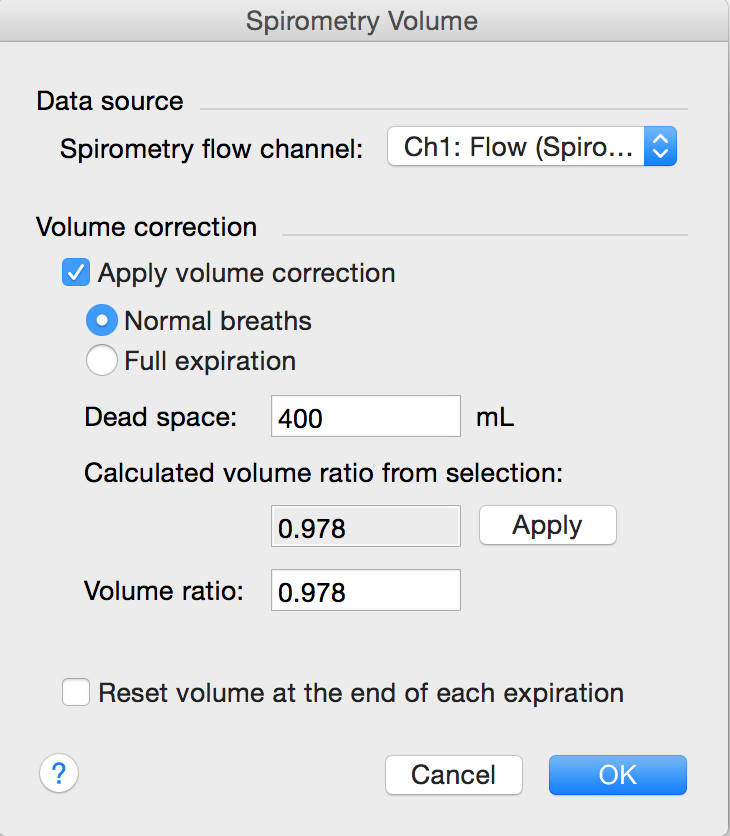 Spirometry Volume
Data source
Spirometry flow channel: Ch1: Flow (Spiro...
Volume correction
Apply volume correction
Normal breaths
Full expiration
Dead space: 400 mL
Calculated volume ratio from selection:
0.978 Apply
Volume ratio: 0.978
Reset volume at the end of each expiration
? Cancel OK